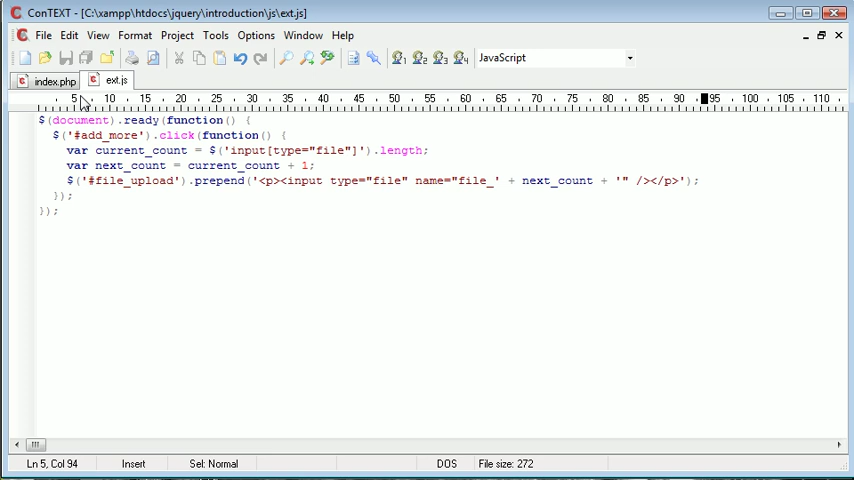 ConTEXT - [C:\xampp\htdocs\jquery\introduction\js\ext.js]
File Edit View Format Project Tools Options Window Help
JavaScript
index.php ext.js
5 10 15 20 25 30 35 40 45 50 55 60 65 70 75 80 85 90 95 100 105 110
$(document).ready(function() {
$('#add_more').click(function() {
var current_count = $('input[type="file"]').length;
var next_count = current_count + 1;
$('#file_upload').prepend('<p><input type="file" name="file_' + next_count + '" /></p>');
});
});
Ln 5, Col 94 Insert Sel: Normal DOS File size: 272